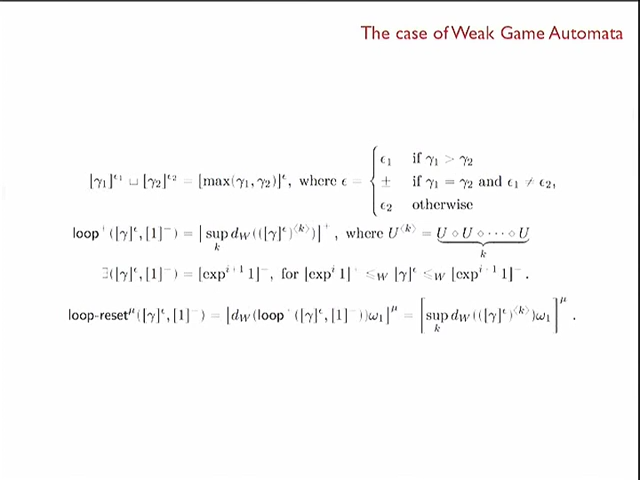 The case of Weak Game Automata
[γ₁]^ϵ₁ ⊔ [γ₂]^ϵ₂ = [max(γ₁, γ₂)]^ϵ, where ϵ = { ϵ₁ if γ₁ > γ₂
± if γ₁ = γ₂ and ϵ₁ ≠ ϵ₂,
ϵ₂ otherwise
loop⁺([γ]^ϵ, [1]⁻) = [sup_k d_W(([γ]^ϵ)^⟨k⟩)]⁺, where U^⟨k⟩ = U ⋄ U ⋄ ⋯ ⋄ U
k
∃([γ]^ϵ, [1]⁻) = [exp^{i+1} 1]⁻, for [exp^i 1]⁺ ≤_W [γ]^ϵ ≤_W [exp^{i+1} 1]⁻.
loop-reset^μ([γ]^ϵ, [1]⁻) = [d_W(loop⁺([γ]^ϵ, [1]⁻))ω₁]^μ = [sup_k d_W(([γ]^ϵ)^⟨k⟩)ω₁]^μ.